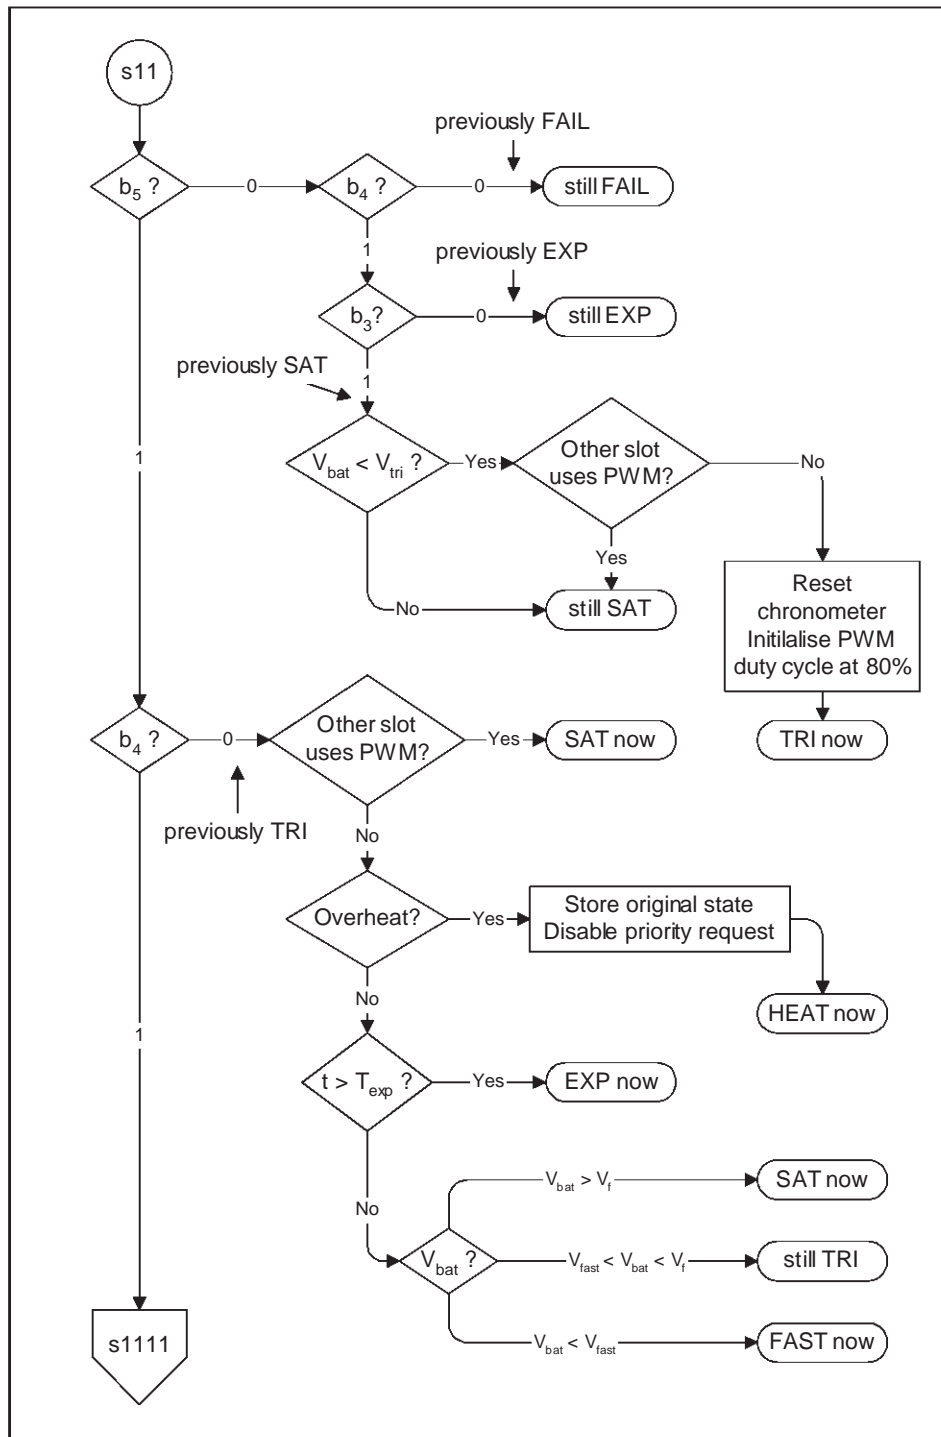 s11
previously FAIL
b5 ?
0
b4 ?
0
still FAIL
1
previously EXP
b3?
0
still EXP
previously SAT
1
Vbat < Vtri ?
Yes
Other slot
uses PWM?
No
1
Yes
No
still SAT
Reset
chronometer
Initilalise PWM
duty cycle at 80%
b4 ?
0
Other slot
uses PWM?
Yes
SAT now
TRI now
previously TRI
No
Overheat?
Yes
Store original state
Disable priority request
No
HEAT now
1
t > Texp ?
Yes
EXP now
No
Vbat > Vf
SAT now
Vbat ?
Vfast < Vbat < Vf
still TRI
Vbat < Vfast
FAST now
s1111